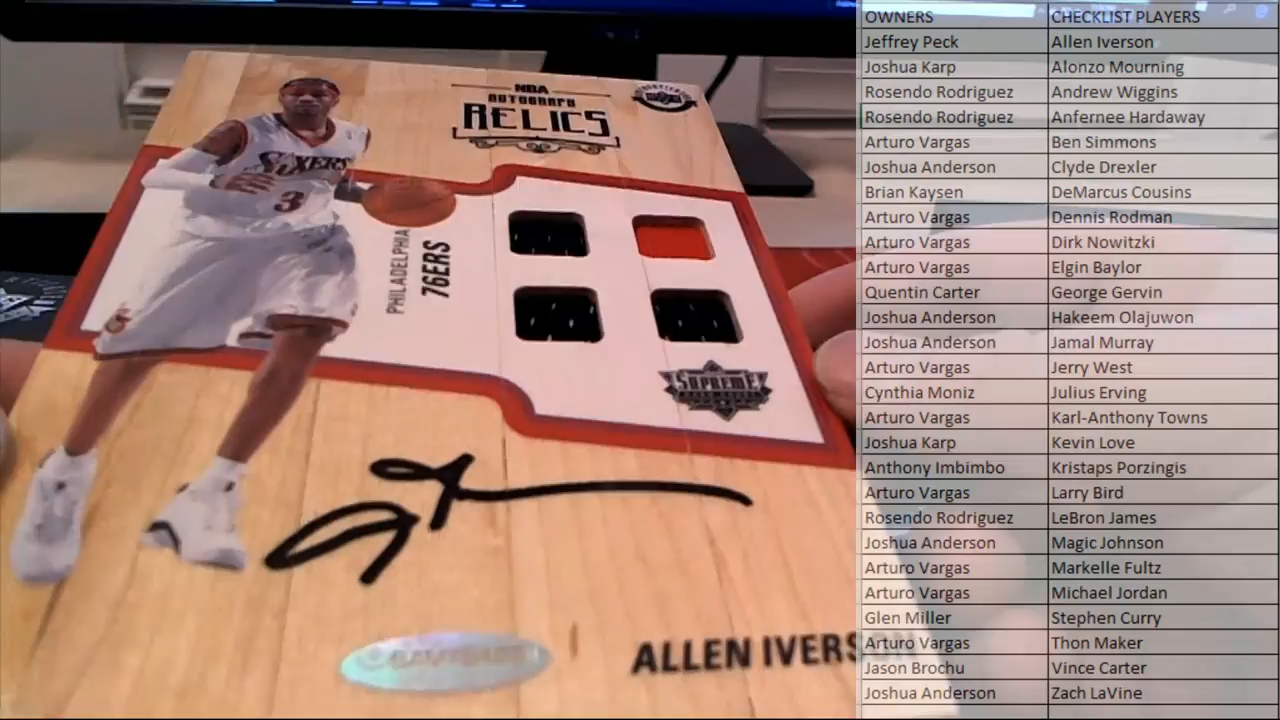 NBA
AUTOGRAPH
RELICS
SIXERS
3
PHILADELPHIA
76ERS
SUPREME
HARD COURT
ALLEN IVERSON
OWNERS CHECKLIST PLAYERS
Jeffrey Peck Allen Iverson
Joshua Karp Alonzo Mourning
Rosendo Rodriguez Andrew Wiggins
Rosendo Rodriguez Anfernee Hardaway
Arturo Vargas Ben Simmons
Joshua Anderson Clyde Drexler
Brian Kaysen DeMarcus Cousins
Arturo Vargas Dennis Rodman
Arturo Vargas Dirk Nowitzki
Arturo Vargas Elgin Baylor
Quentin Carter George Gervin
Joshua Anderson Hakeem Olajuwon
Joshua Anderson Jamal Murray
Arturo Vargas Jerry West
Cynthia Moniz Julius Erving
Arturo Vargas Karl-Anthony Towns
Joshua Karp Kevin Love
Anthony Imbimbo Kristaps Porzingis
Arturo Vargas Larry Bird
Rosendo Rodriguez LeBron James
Joshua Anderson Magic Johnson
Arturo Vargas Markelle Fultz
Arturo Vargas Michael Jordan
Glen Miller Stephen Curry
Arturo Vargas Thon Maker
Jason Brochu Vince Carter
Joshua Anderson Zach LaVine